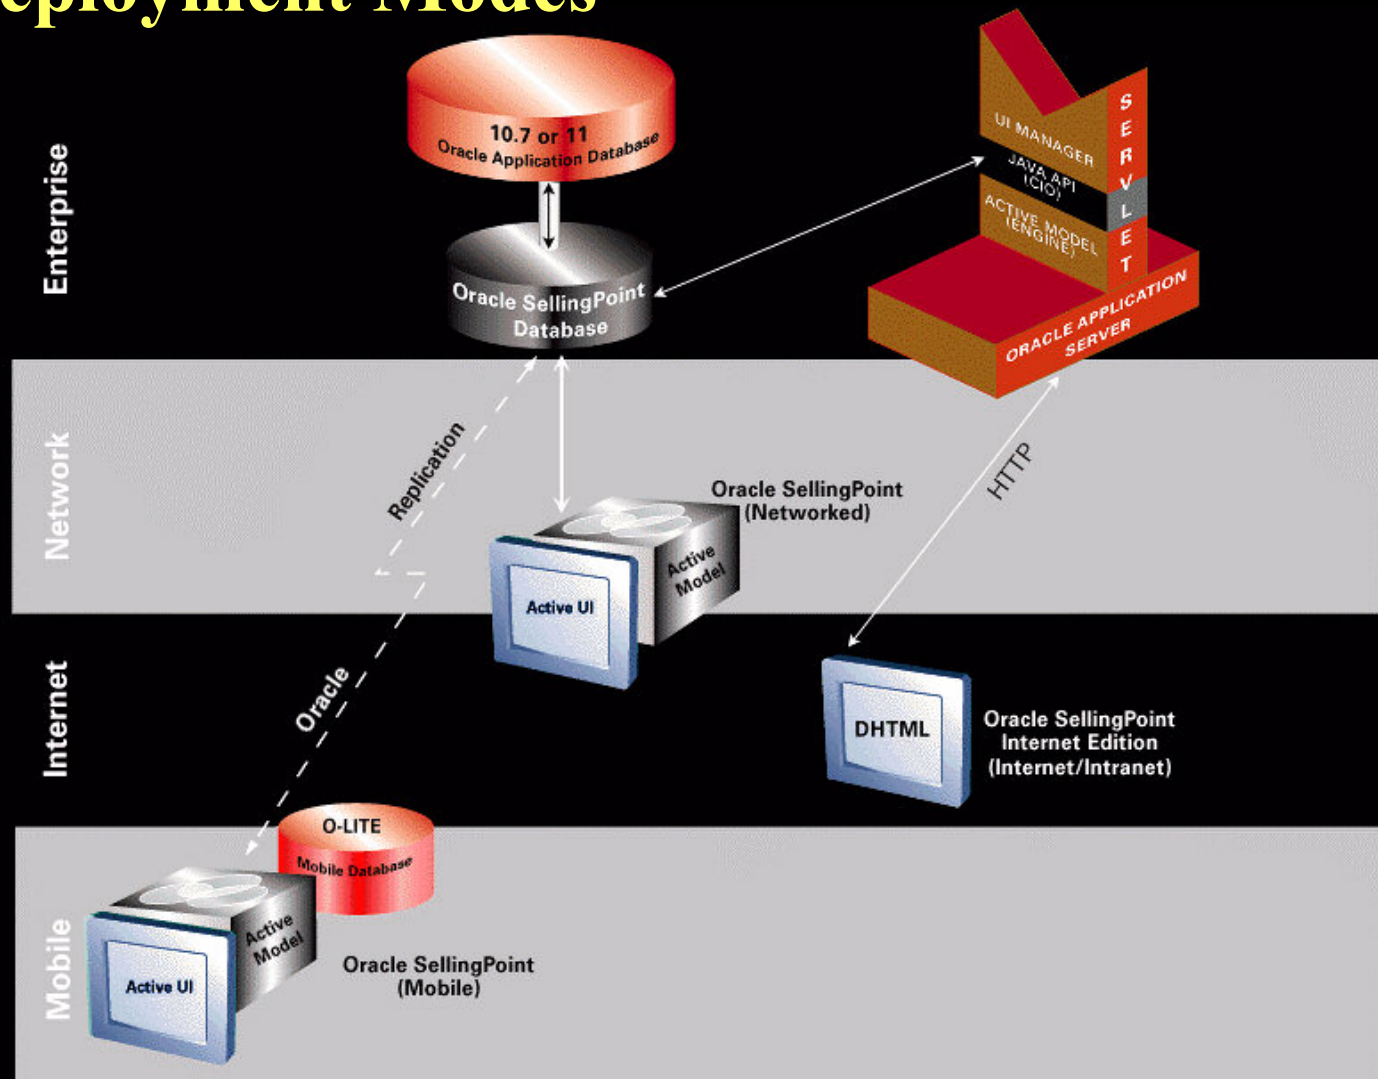 eployment Modes
Enterprise
10.7 or 11
Oracle Application Database
Oracle SellingPoint
Database
UI MANAGER
JAVA API
(CIO)
ACTIVE MODEL
(ENGINE)
SERVLET
ORACLE APPLICATION
SERVER
Network
Replication
HTTP
Oracle SellingPoint
(Networked)
Active
Model
Active UI
Internet
Oracle
DHTML
Oracle SellingPoint
Internet Edition
(Internet/Intranet)
Mobile
O-LITE
Mobile Database
Active
Model
Active UI
Oracle SellingPoint
(Mobile)